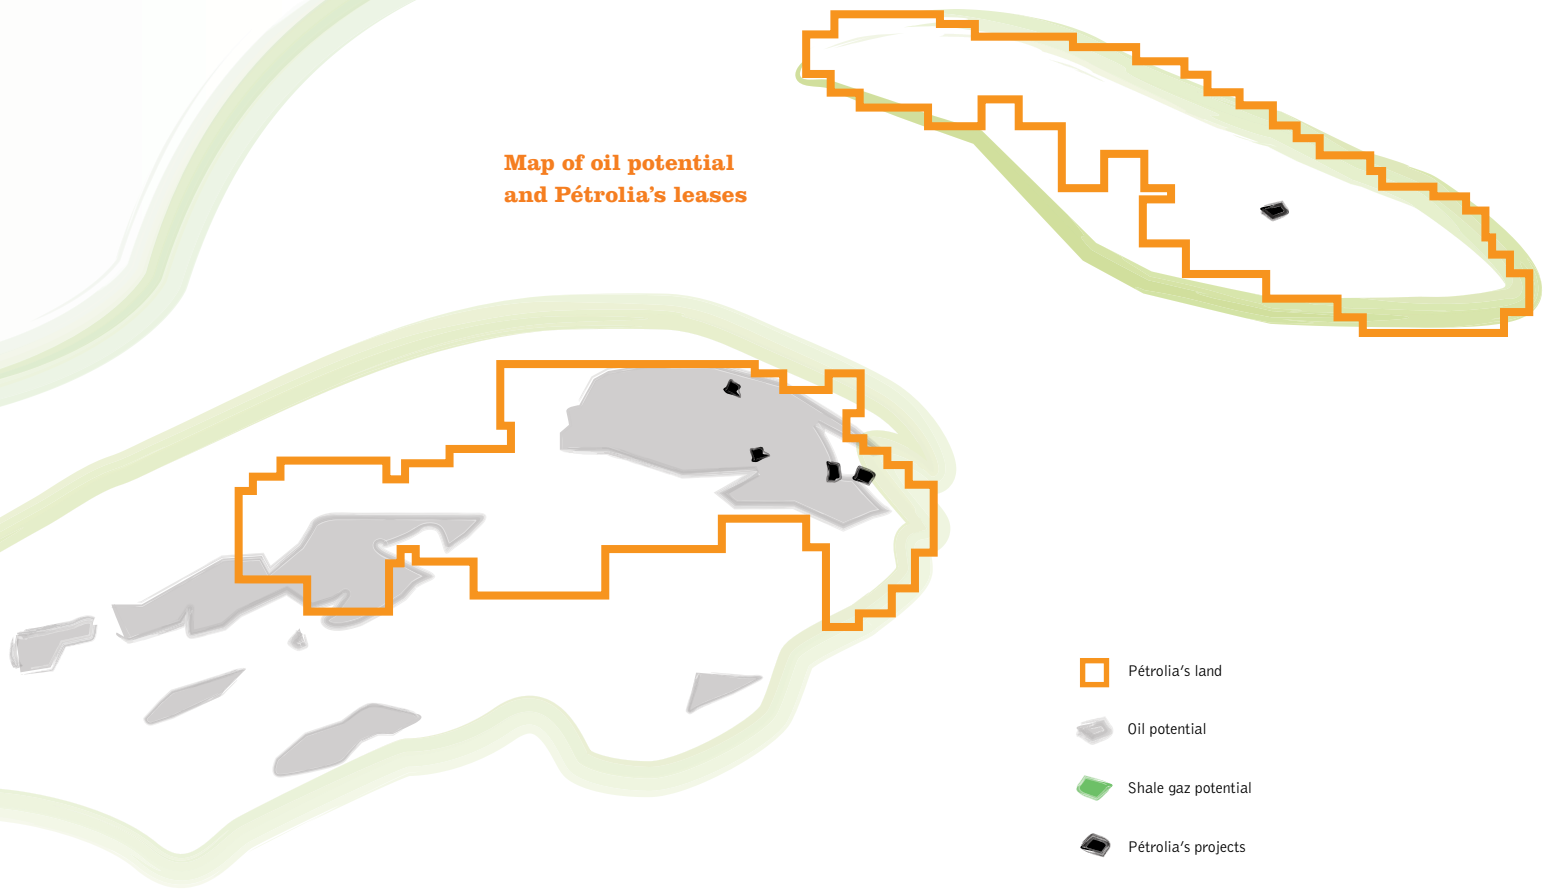 Map of oil potential
and Pétrolia’s leases
Pétrolia’s land
Oil potential
Shale gaz potential
Pétrolia’s projects